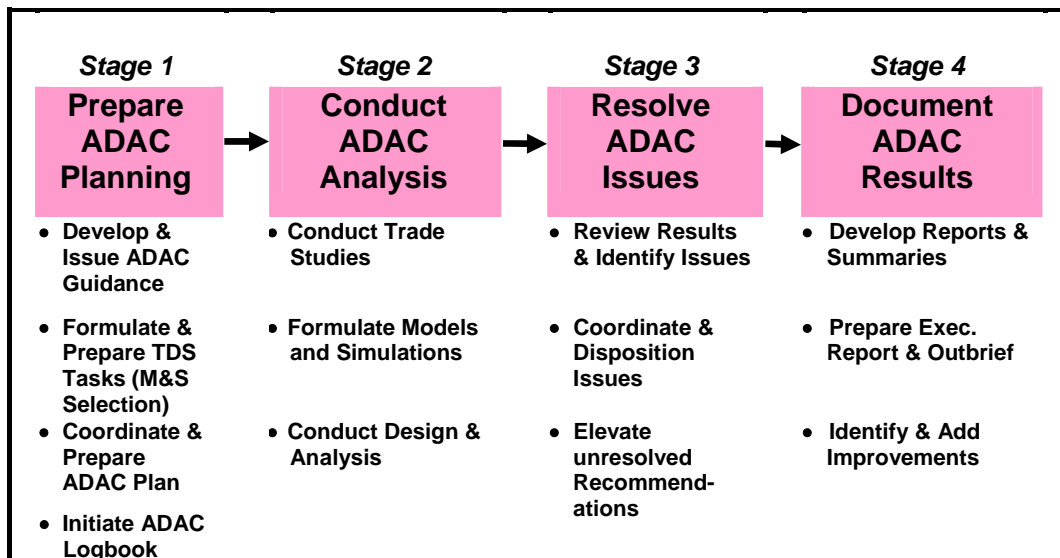 Stage 1
Prepare
ADAC
Planning
• Develop &
Issue ADAC
Guidance
• Formulate &
Prepare TDS
Tasks (M&S
Selection)
• Coordinate &
Prepare
ADAC Plan
• Initiate ADAC
Logbook
Stage 2
Conduct
ADAC
Analysis
• Conduct Trade
Studies
• Formulate Models
and Simulations
• Conduct Design &
Analysis
Stage 3
Resolve
ADAC
Issues
• Review Results
& Identify Issues
• Coordinate &
Disposition
Issues
• Elevate
unresolved
Recommend-
ations
Stage 4
Document
ADAC
Results
• Develop Reports &
Summaries
• Prepare Exec.
Report & Outbrief
• Identify & Add
Improvements